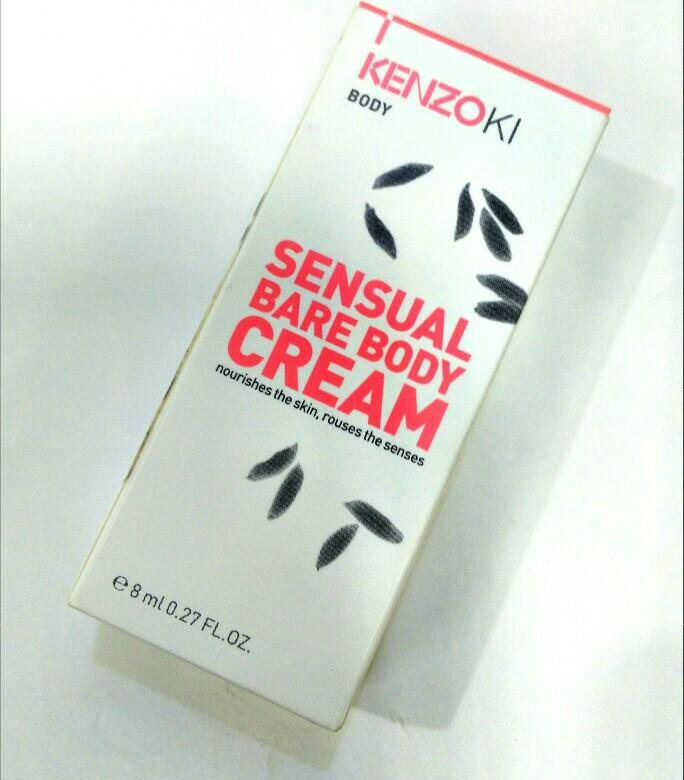 KENZOKI
BODY
SENSUAL
BARE BODY
CREAM
nourishes the skin, rouses the senses
℮ 8 ml 0.27 FL.OZ.